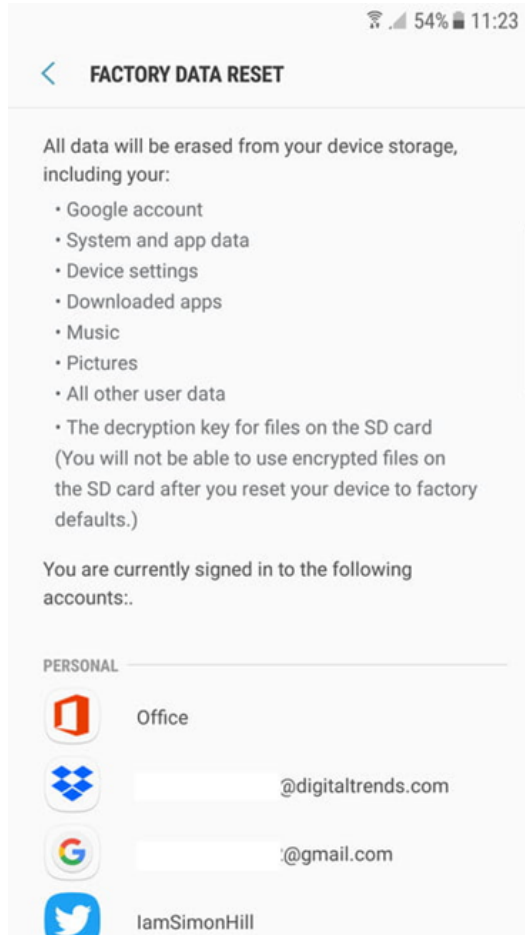 54% 11:23
FACTORY DATA RESET
All data will be erased from your device storage,
including your:
• Google account
• System and app data
• Device settings
• Downloaded apps
• Music
• Pictures
• All other user data
• The decryption key for files on the SD card
(You will not be able to use encrypted files on
the SD card after you reset your device to factory
defaults.)
You are currently signed in to the following
accounts:.
PERSONAL
Office
@digitaltrends.com
@gmail.com
IamSimonHill